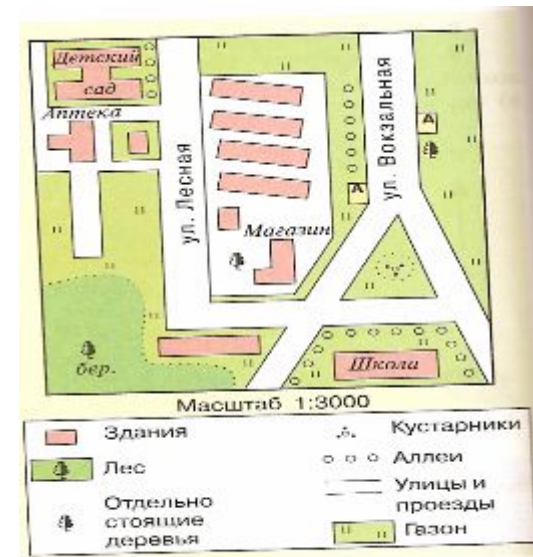 Детский
сад
Аптека
ул. Лесная
ул. Вокзальная
А
А
Магазин
бер.
Школа
Масштаб 1:3000
Здания
Лес
Отдельно
стоящие
деревья
Кустарники
Аллеи
Улицы и
проезды
Газон